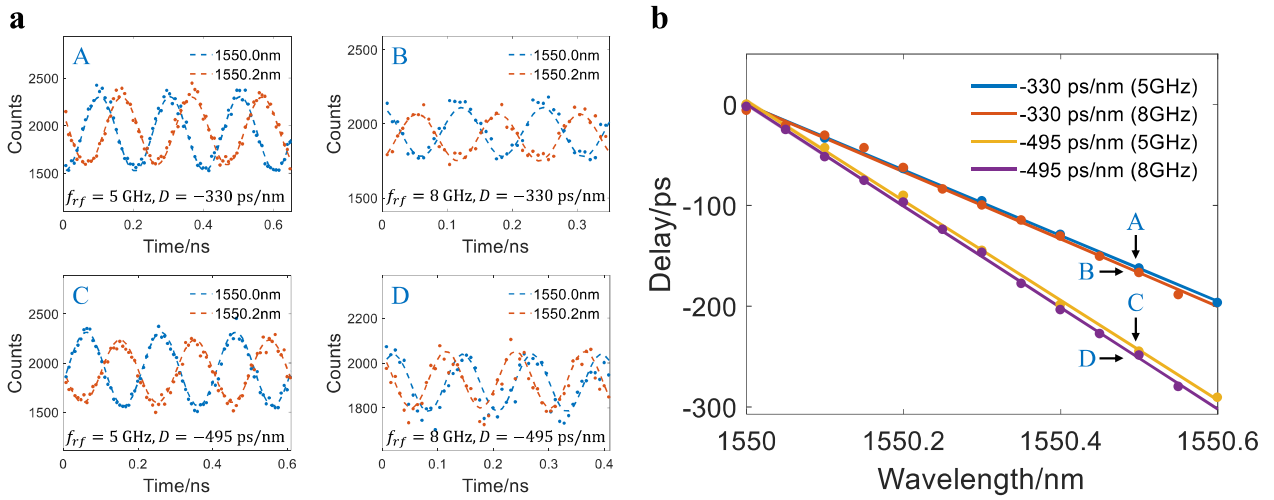 a
A
1550.0nm
1550.2nm
2500
2000
1500
Counts
f_rf = 5 GHz, D = −330 ps/nm
0
0.2
0.4
0.6
Time/ns
B
1550.0nm
1550.2nm
2500
2000
1500
f_rf = 8 GHz, D = −330 ps/nm
0
0.1
0.2
0.3
Time/ns
C
1550.0nm
1550.2nm
2500
2000
1500
Counts
f_rf = 5 GHz, D = −495 ps/nm
0
0.2
0.4
0.6
Time/ns
D
1550.0nm
1550.2nm
2200
2000
1800
f_rf = 8 GHz, D = −495 ps/nm
0
0.1
0.2
0.3
0.4
Time/ns
b
-330 ps/nm (5GHz)
-330 ps/nm (8GHz)
-495 ps/nm (5GHz)
-495 ps/nm (8GHz)
0
-100
-200
-300
Delay/ps
A
B
C
D
1550
1550.2
1550.4
1550.6
Wavelength/nm